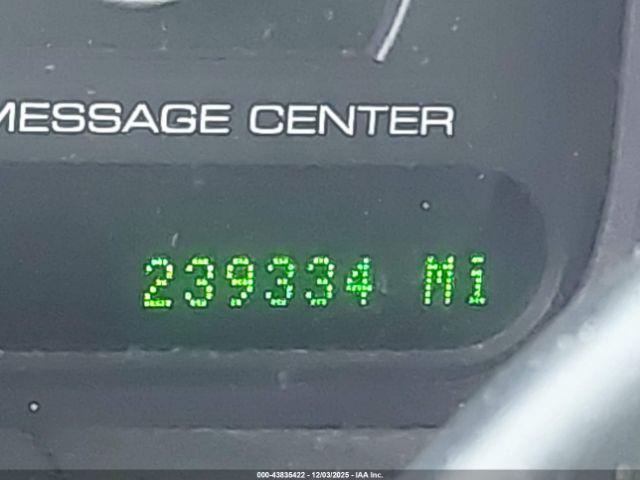 MESSAGE CENTER
239334 Mi
000-43835422 - 12/03/2025 - IAA Inc.